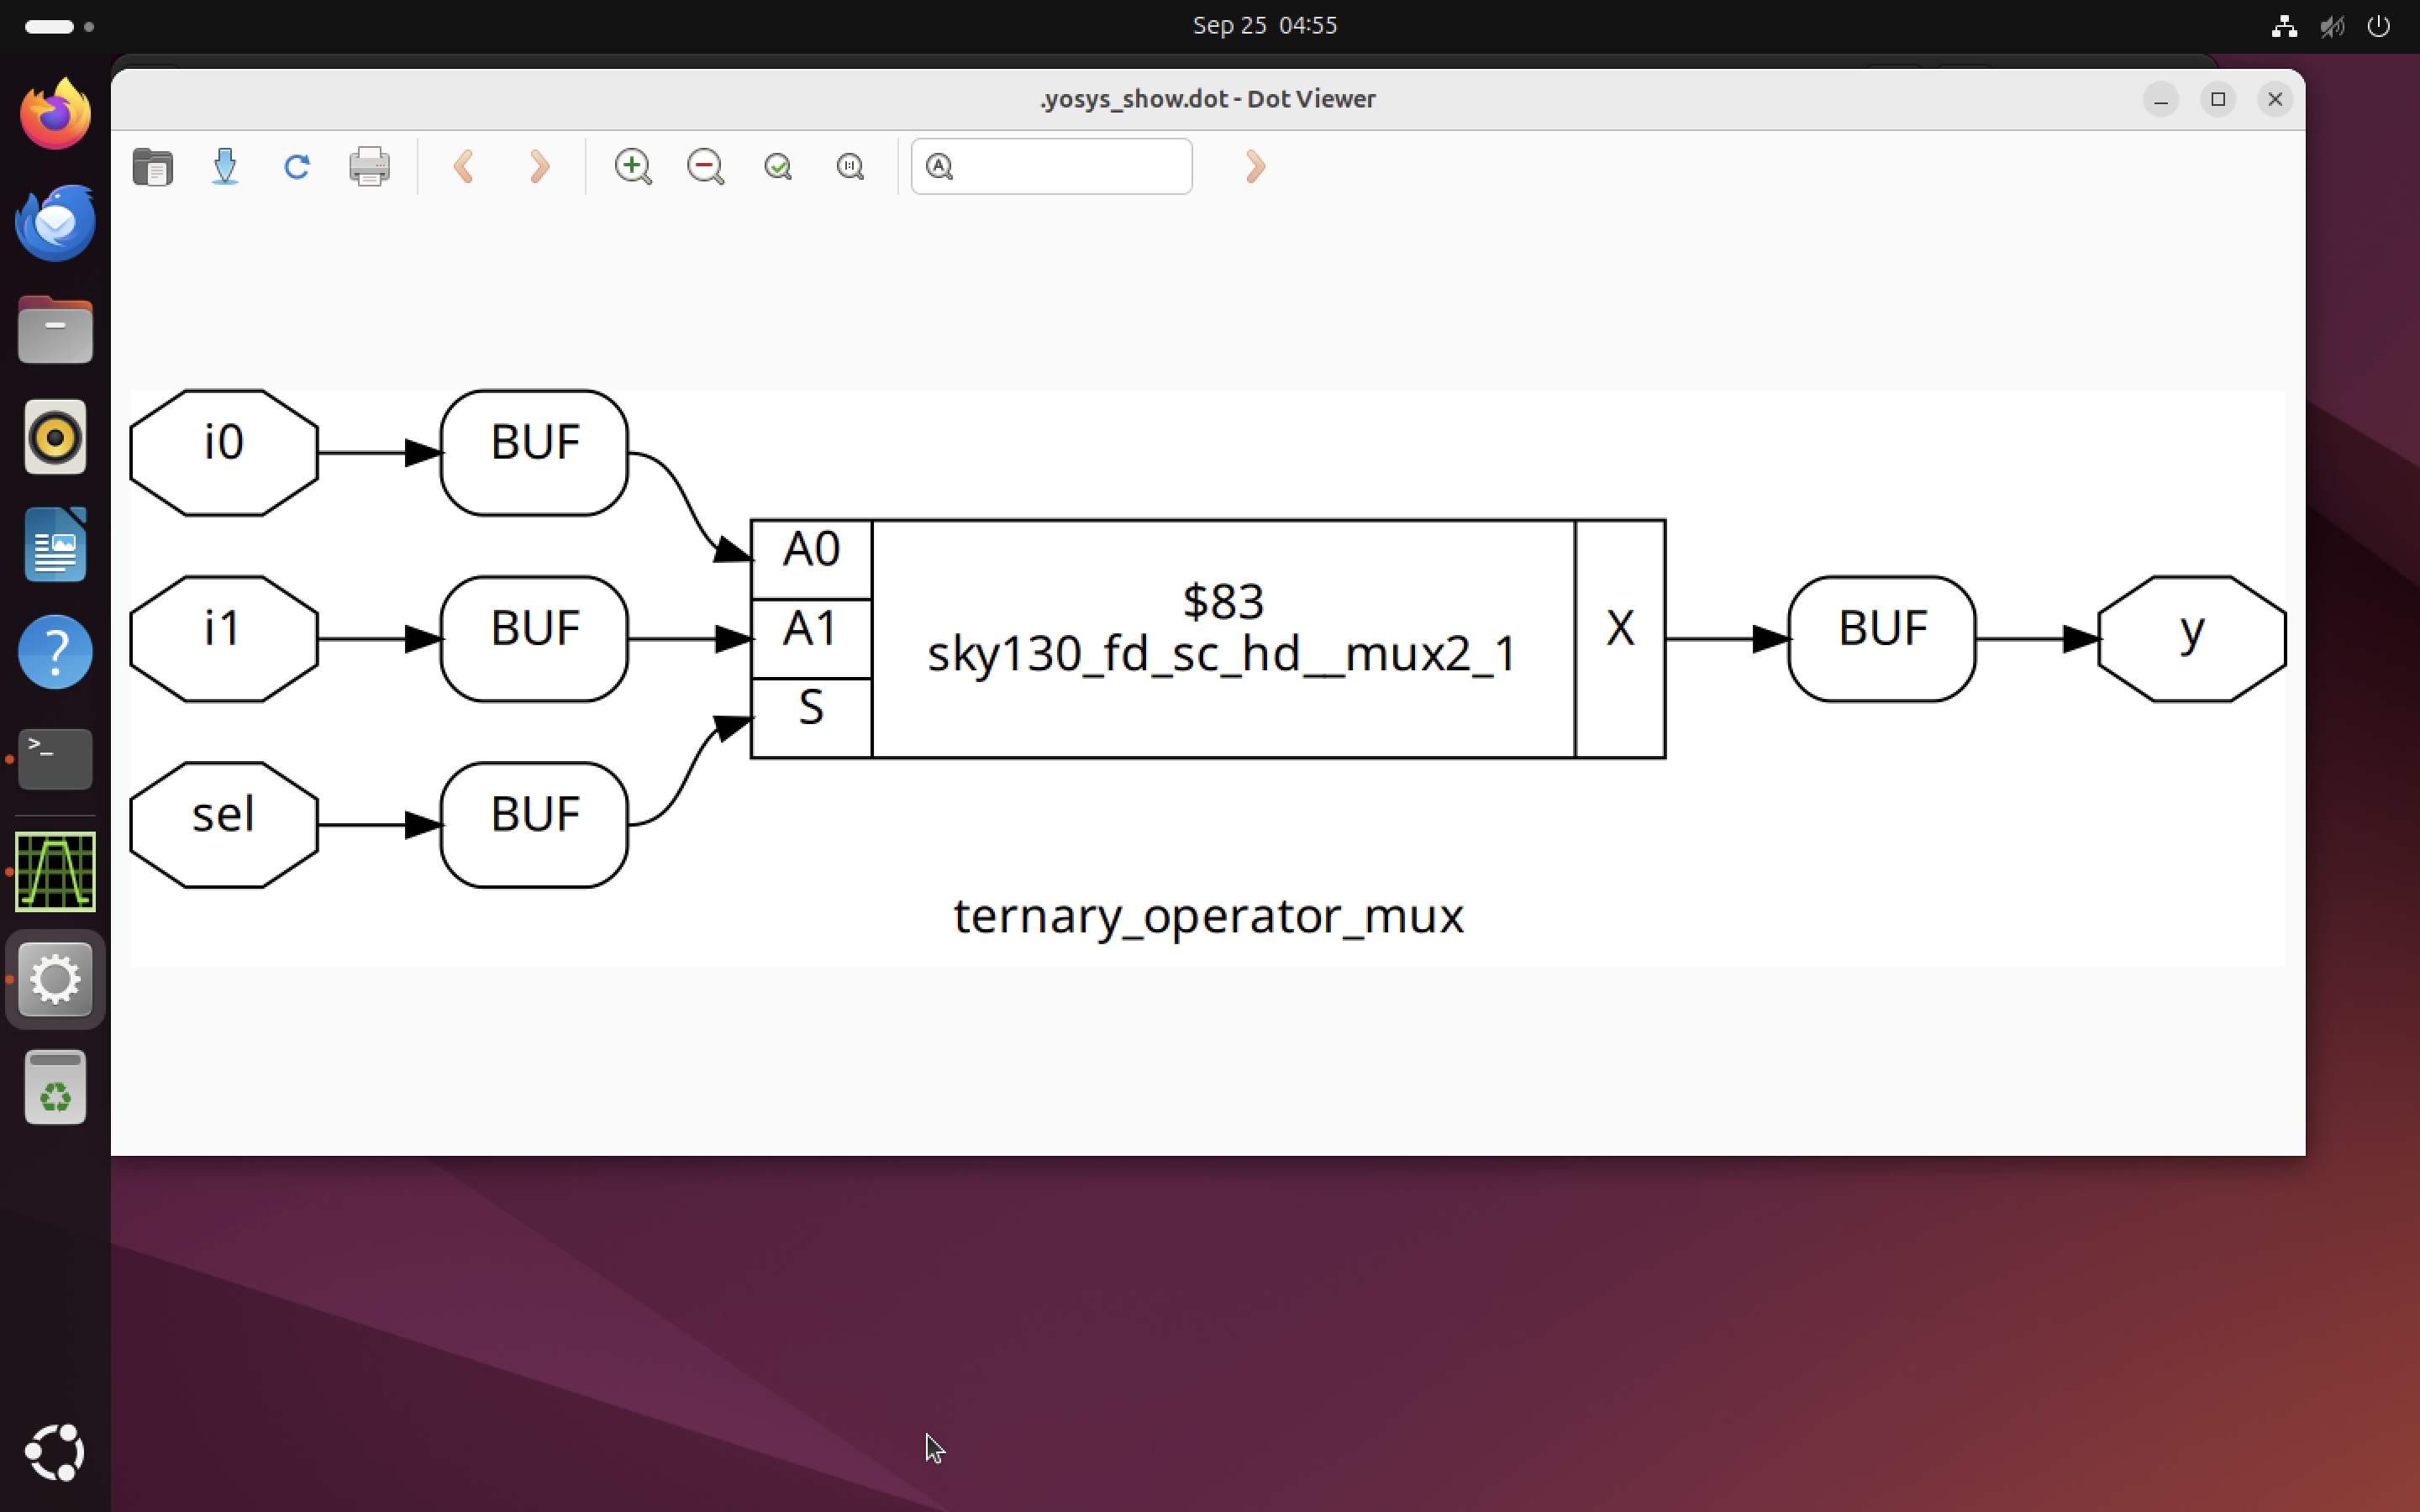 Sep 25 04:55
.yosys_show.dot - Dot Viewer
i0
BUF
A0
i1
BUF
A1
$83
sky130_fd_sc_hd__mux2_1
X
BUF
y
S
sel
BUF
ternary_operator_mux